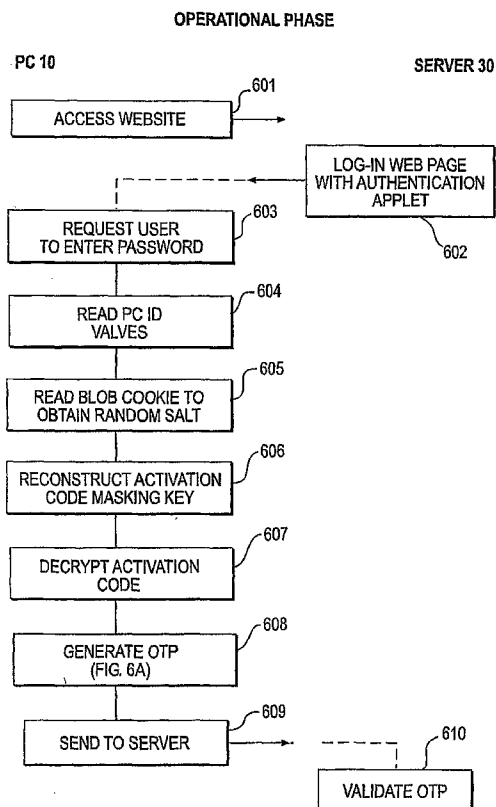 OPERATIONAL PHASE
PC 10
SERVER 30
601
ACCESS WEBSITE
LOG-IN WEB PAGE
WITH AUTHENTICATION
APPLET
602
603
REQUEST USER
TO ENTER PASSWORD
604
READ PC ID
VALVES
605
READ BLOB COOKIE TO
OBTAIN RANDOM SALT
606
RECONSTRUCT ACTIVATION
CODE MASKING KEY
607
DECRYPT ACTIVATION
CODE
608
GENERATE OTP
(FIG. 6A)
609
SEND TO SERVER
610
VALIDATE OTP